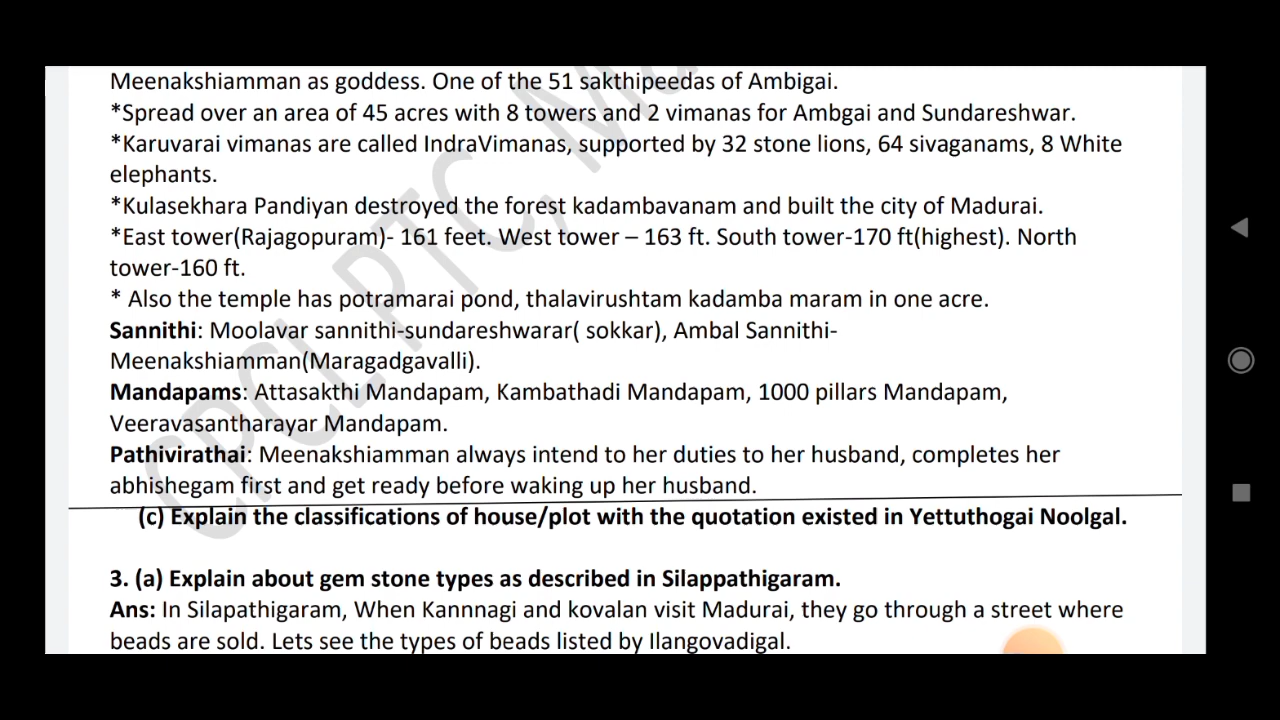 Meenakshiamman as goddess. One of the 51 sakthipeedas of Ambigai.
*Spread over an area of 45 acres with 8 towers and 2 vimanas for Ambgai and Sundareshwar.
*Karuvarai vimanas are called IndraVimanas, supported by 32 stone lions, 64 sivaganams, 8 White
elephants.
*Kulasekhara Pandiyan destroyed the forest kadambavanam and built the city of Madurai.
*East tower(Rajagopuram)- 161 feet. West tower – 163 ft. South tower-170 ft(highest). North
tower-160 ft.
* Also the temple has potramarai pond, thalavirushtam kadamba maram in one acre.
Sannithi: Moolavar sannithi-sundareshwarar( sokkar), Ambal Sannithi-
Meenakshiamman(Maragadgavalli).
Mandapams: Attasakthi Mandapam, Kambathadi Mandapam, 1000 pillars Mandapam,
Veeravasantharayar Mandapam.
Pathivirathai: Meenakshiamman always intend to her duties to her husband, completes her
abhishegam first and get ready before waking up her husband.
(c) Explain the classifications of house/plot with the quotation existed in Yettuthogai Noolgal.
3. (a) Explain about gem stone types as described in Silappathigaram.
Ans: In Silapathigaram, When Kannnagi and kovalan visit Madurai, they go through a street where
beads are sold. Lets see the types of beads listed by Ilangovadigal.
CPCL PTC,